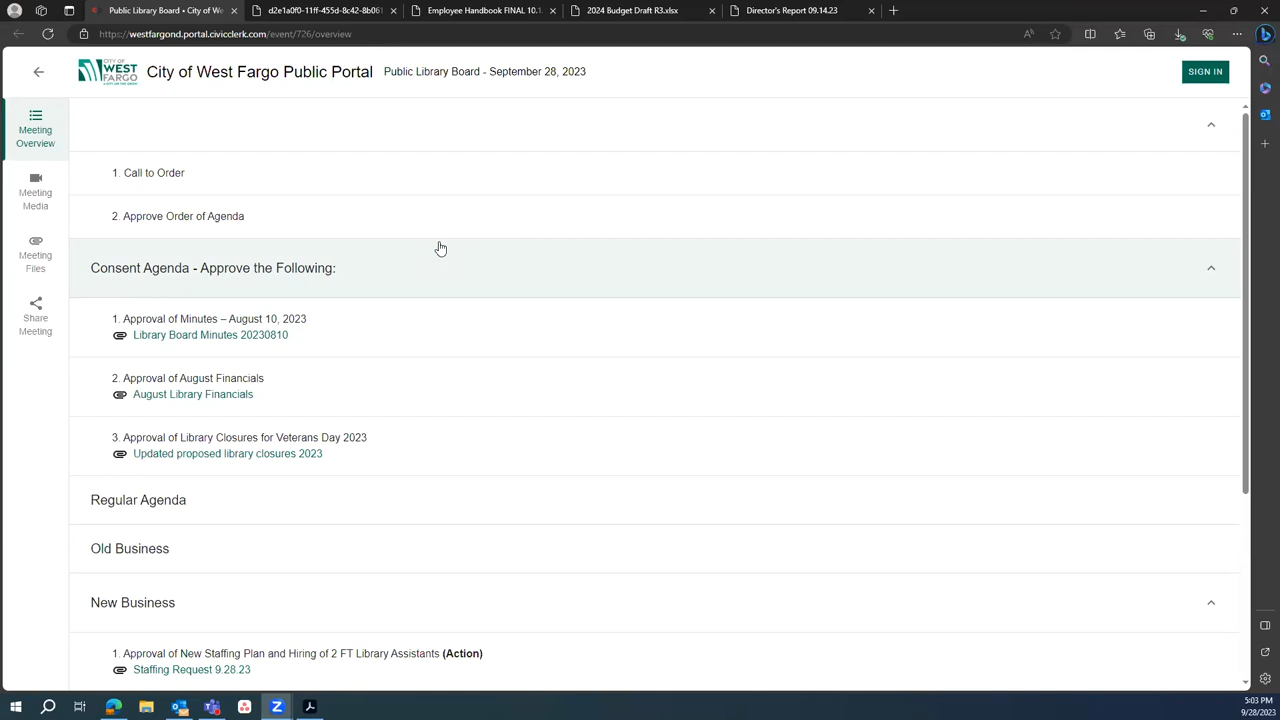 Public Library Board • City of We
d2e1a0f0-11ff-455d-8c42-8b061
Employee Handbook FINAL 10.1.
2024 Budget Draft R3.xlsx
Director's Report 09.14.23
https://westfargond.portal.civicclerk.com/event/726/overview
CITY OF
WEST
FARGO
City of West Fargo Public Portal
Public Library Board - September 28, 2023
SIGN IN
Meeting
Overview
Meeting
Media
Meeting
Files
Share
Meeting
1. Call to Order
2. Approve Order of Agenda
Consent Agenda - Approve the Following:
1. Approval of Minutes – August 10, 2023
Library Board Minutes 20230810
2. Approval of August Financials
August Library Financials
3. Approval of Library Closures for Veterans Day 2023
Updated proposed library closures 2023
Regular Agenda
Old Business
New Business
1. Approval of New Staffing Plan and Hiring of 2 FT Library Assistants (Action)
Staffing Request 9.28.23
5:03 PM
9/28/2023